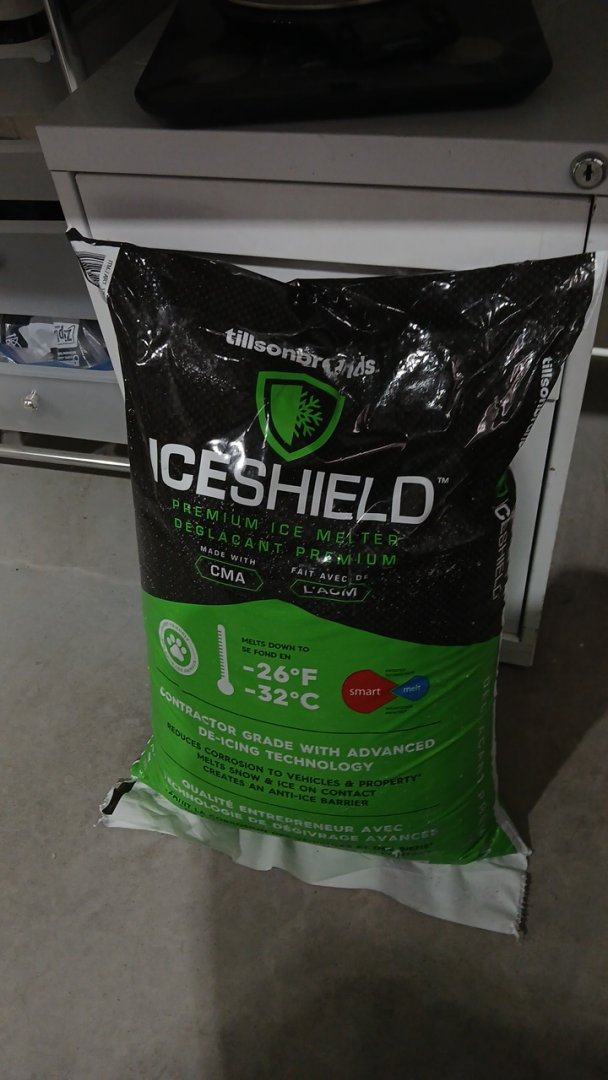 tillsonbrands
ICESHIELD™
PREMIUM ICE MELTER
DÉGLAÇANT PREMIUM
MADE WITH
CMA
FAIT AVEC DE
L'ACM
MELTS DOWN TO
SE FOND EN
-26°F
-32°C
smart melt
CONTRACTOR GRADE WITH ADVANCED
DE-ICING TECHNOLOGY
REDUCES CORROSION TO VEHICLES & PROPERTY*
MELTS SNOW & ICE ON CONTACT
CREATES AN ANTI-ICE BARRIER
QUALITÉ ENTREPRENEUR AVEC
TECHNOLOGIE DE DÉGIVRAGE AVANCÉE